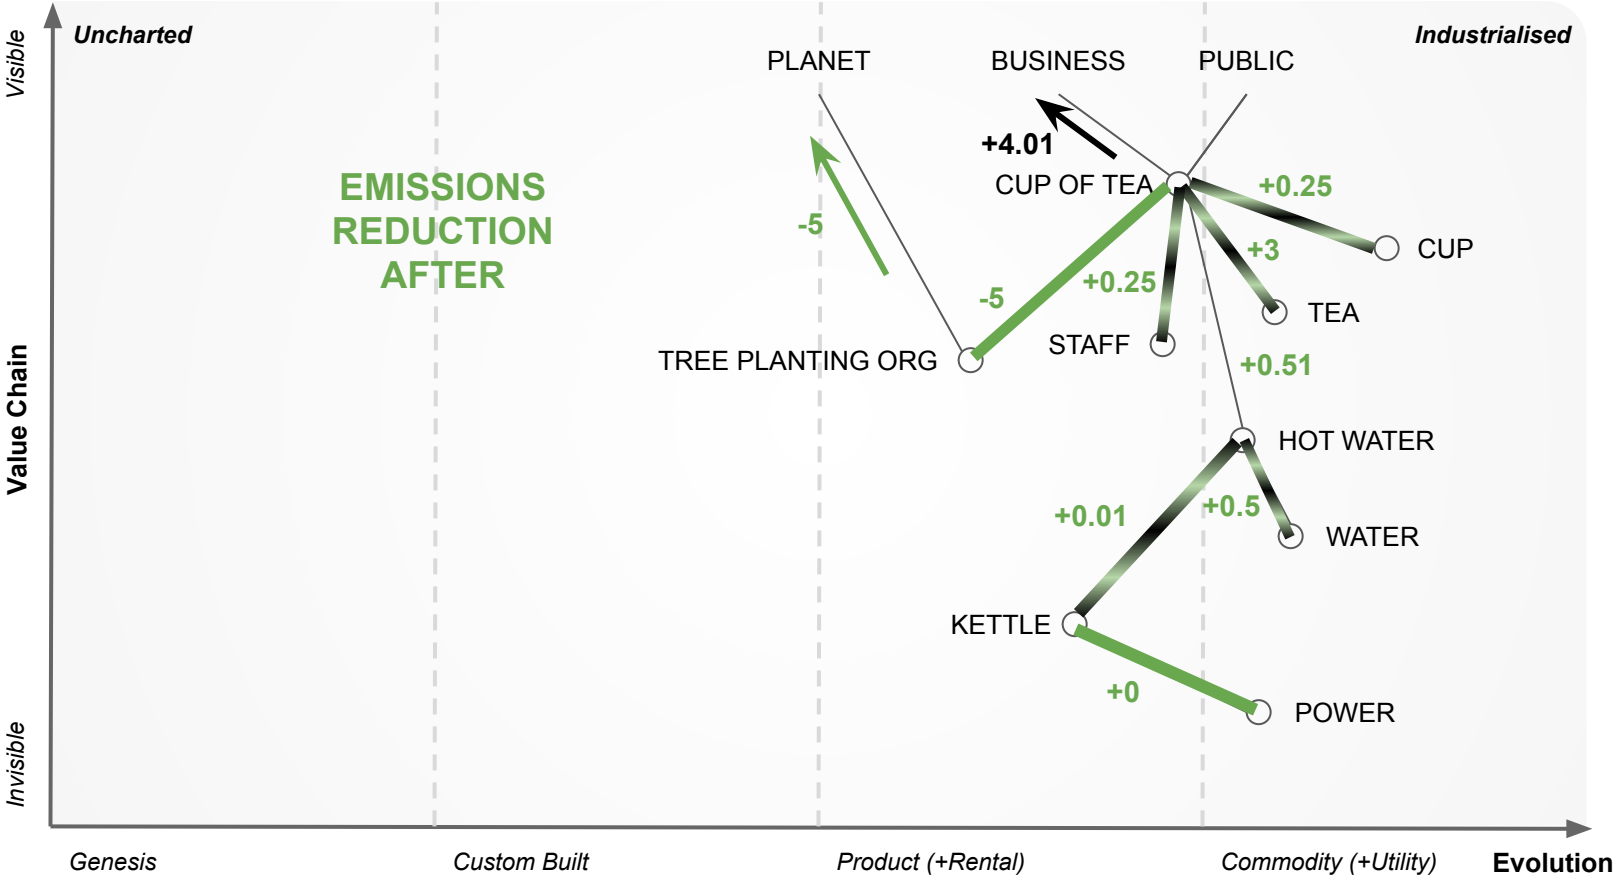 Uncharted
Industrialised
Visible
PLANET
BUSINESS
PUBLIC
+4.01
CUP OF TEA
+0.25
EMISSIONS
REDUCTION
AFTER
-5
+3
CUP
+0.25
-5
TEA
STAFF
TREE PLANTING ORG
+0.51
Value Chain
HOT WATER
+0.01
+0.5
WATER
KETTLE
+0
POWER
Invisible
Genesis
Custom Built
Product (+Rental)
Commodity (+Utility)
Evolution